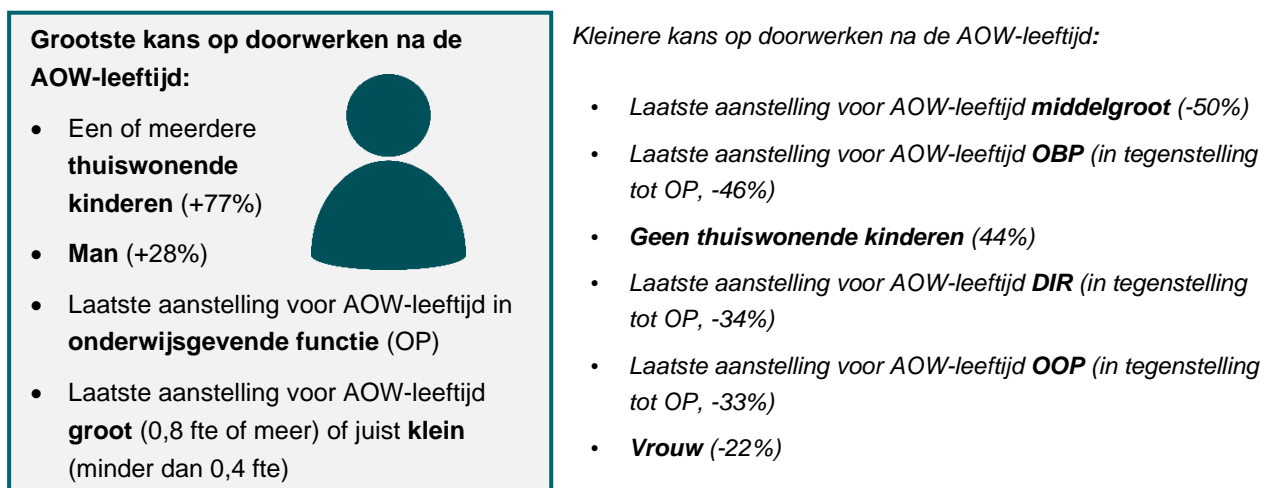 Grootste kans op doorwerken na de
AOW-leeftijd:
• Een of meerdere
thuiswonende
kinderen (+77%)
• Man (+28%)
• Laatste aanstelling voor AOW-leeftijd in
onderwijsgevende functie (OP)
• Laatste aanstelling voor AOW-leeftijd
groot (0,8 fte of meer) of juist klein
(minder dan 0,4 fte)
Kleinere kans op doorwerken na de AOW-leeftijd:
• Laatste aanstelling voor AOW-leeftijd middelgroot (-50%)
• Laatste aanstelling voor AOW-leeftijd OBP (in tegenstelling
tot OP, -46%)
• Geen thuiswonende kinderen (44%)
• Laatste aanstelling voor AOW-leeftijd DIR (in tegenstelling
tot OP, -34%)
• Laatste aanstelling voor AOW-leeftijd OOP (in tegenstelling
tot OP, -33%)
• Vrouw (-22%)